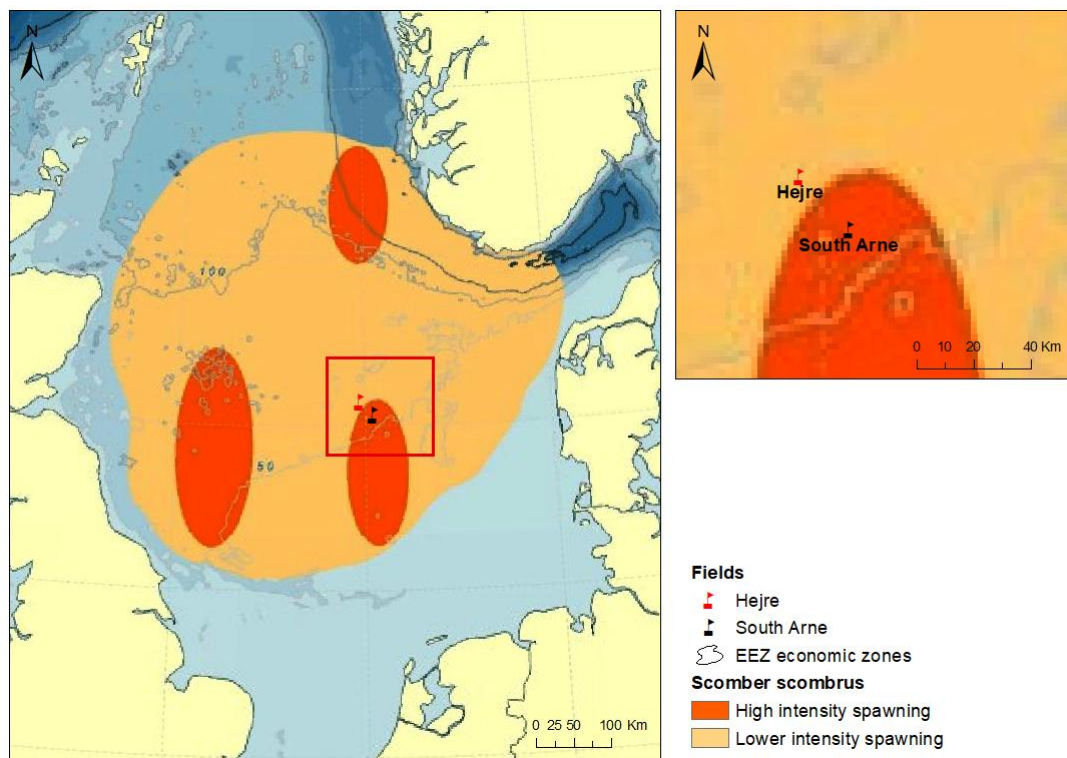 N
100
50
0 25 50 100 Km
N
Hejre
South Arne
0 10 20 40 Km
Fields
Hejre
South Arne
EEZ economic zones
Scomber scombrus
High intensity spawning
Lower intensity spawning